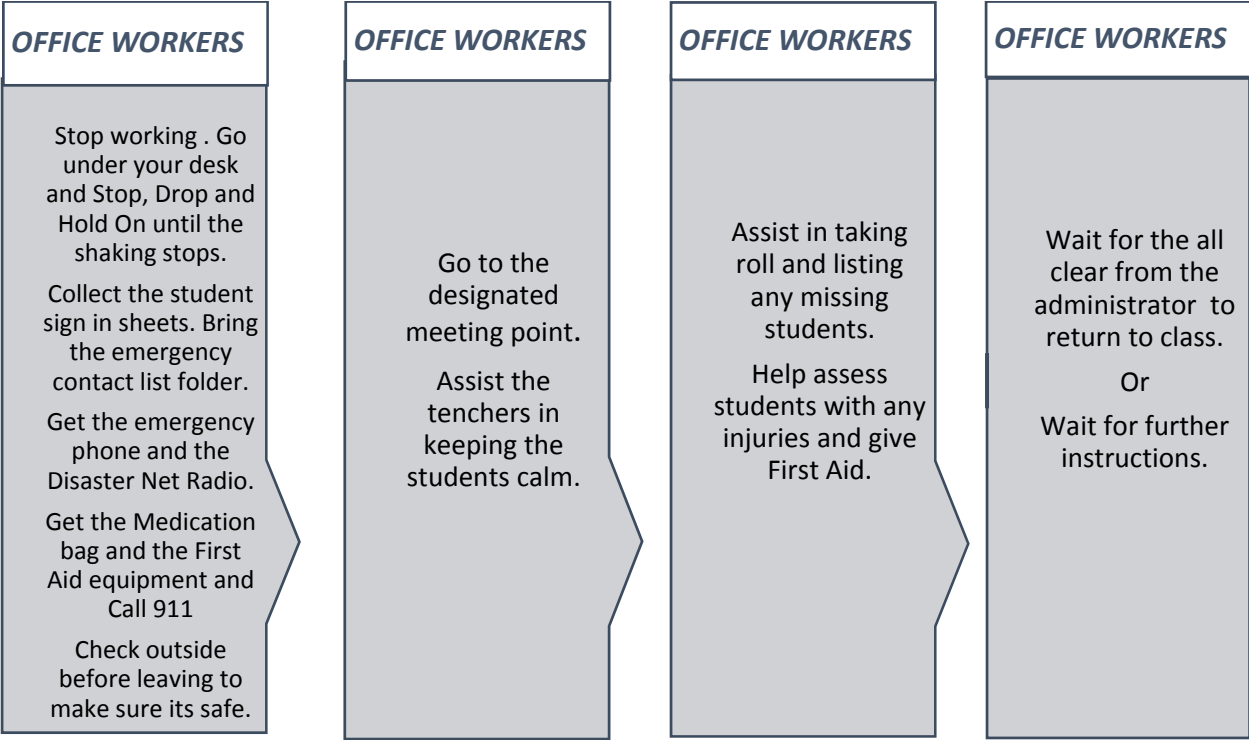 OFFICE WORKERS
Stop working . Go
under your desk
and Stop, Drop and
Hold On until the
shaking stops.
Collect the student
sign in sheets. Bring
the emergency
contact list folder.
Get the emergency
phone and the
Disaster Net Radio.
Get the Medication
bag and the First
Aid equipment and
Call 911
Check outside
before leaving to
make sure its safe.
OFFICE WORKERS
Go to the
designated
meeting point.
Assist the
tenchers in
keeping the
students calm.
OFFICE WORKERS
Assist in taking
roll and listing
any missing
students.
Help assess
students with any
injuries and give
First Aid.
OFFICE WORKERS
Wait for the all
clear from the
administrator to
return to class.
Or
Wait for further
instructions.